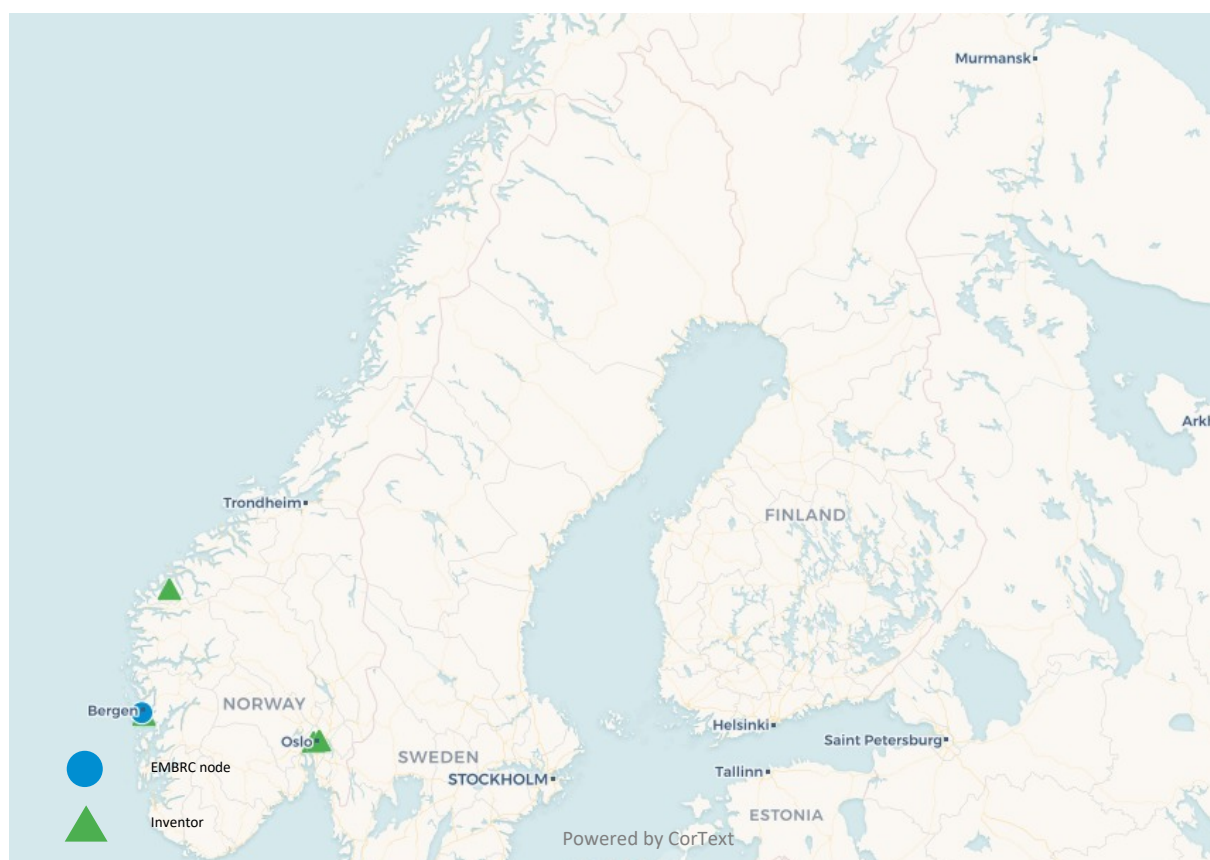 Murmansk
Arkh
Trondheim
FINLAND
NORWAY
Bergen
Oslo
SWEDEN
STOCKHOLM
Helsinki
Saint Petersburg
Tallinn
ESTONIA
EMBRC node
Inventor
Powered by CorText